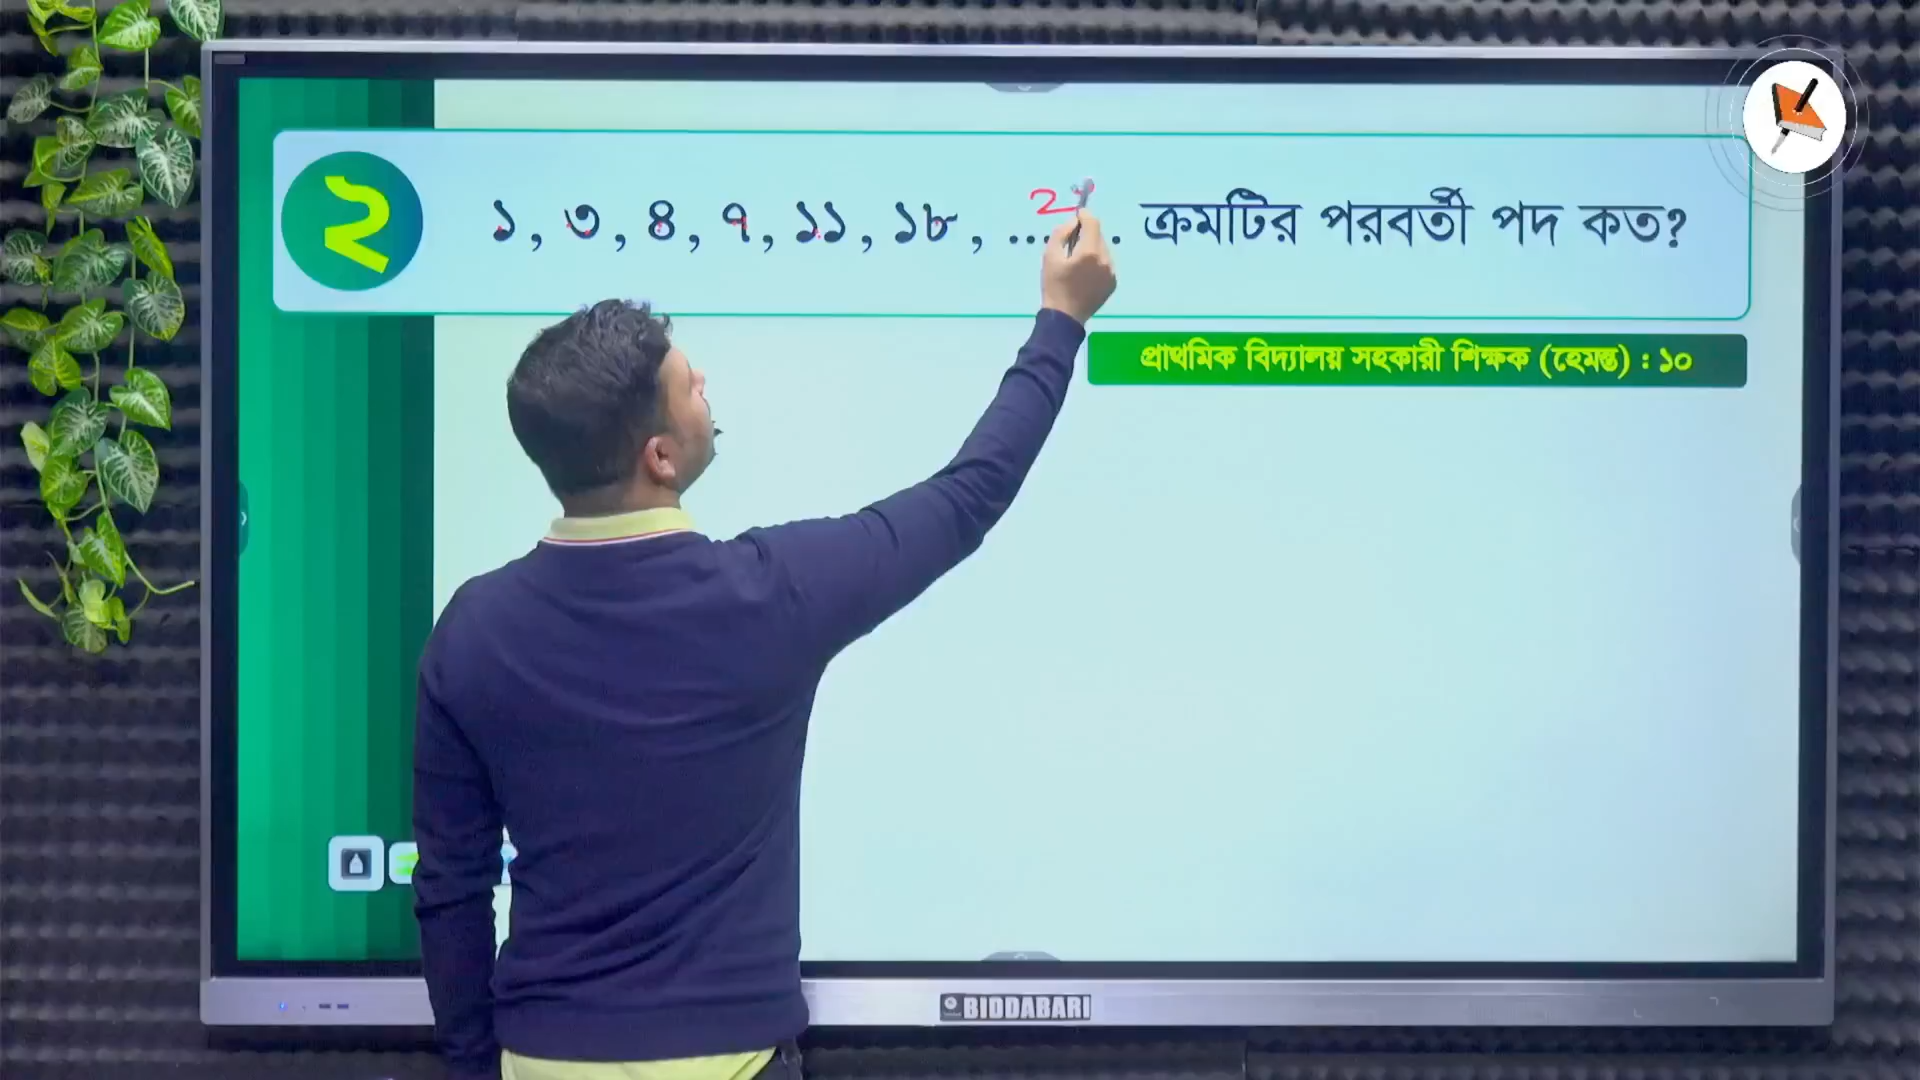 ২
১, ৩, ৪, ৭, ১১, ১৮, ....... ক্রমটির পরবর্তী পদ কত?
প্রাথমিক বিদ্যালয় সহকারী শিক্ষক (হেমন্ত) : ১০
BIDDABARI